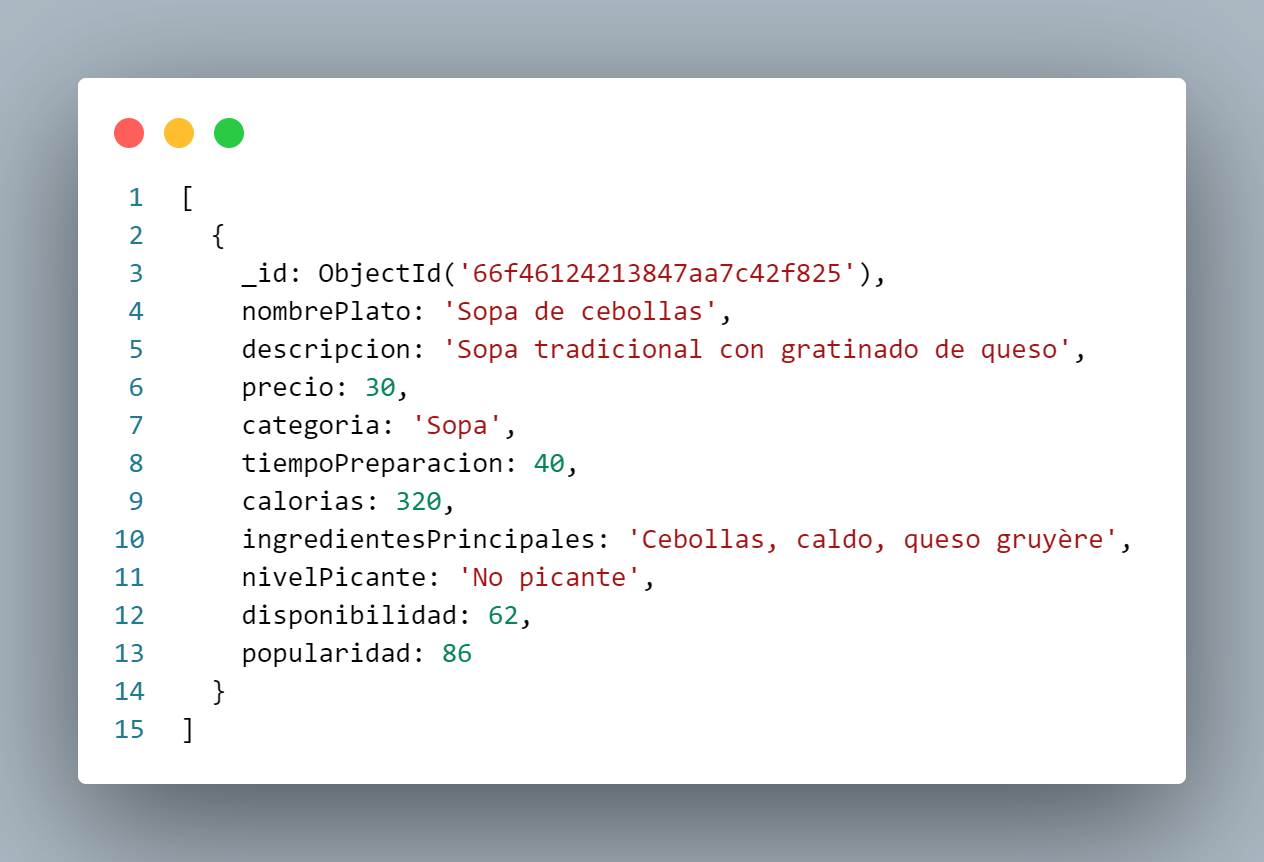 1 [
2 {
3 _id: ObjectId('66f46124213847aa7c42f825'),
4 nombrePlato: 'Sopa de cebollas',
5 descripcion: 'Sopa tradicional con gratinado de queso',
6 precio: 30,
7 categoria: 'Sopa',
8 tiempoPreparacion: 40,
9 calorias: 320,
10 ingredientesPrincipales: 'Cebollas, caldo, queso gruyère',
11 nivelPicante: 'No picante',
12 disponibilidad: 62,
13 popularidad: 86
14 }
15 ]